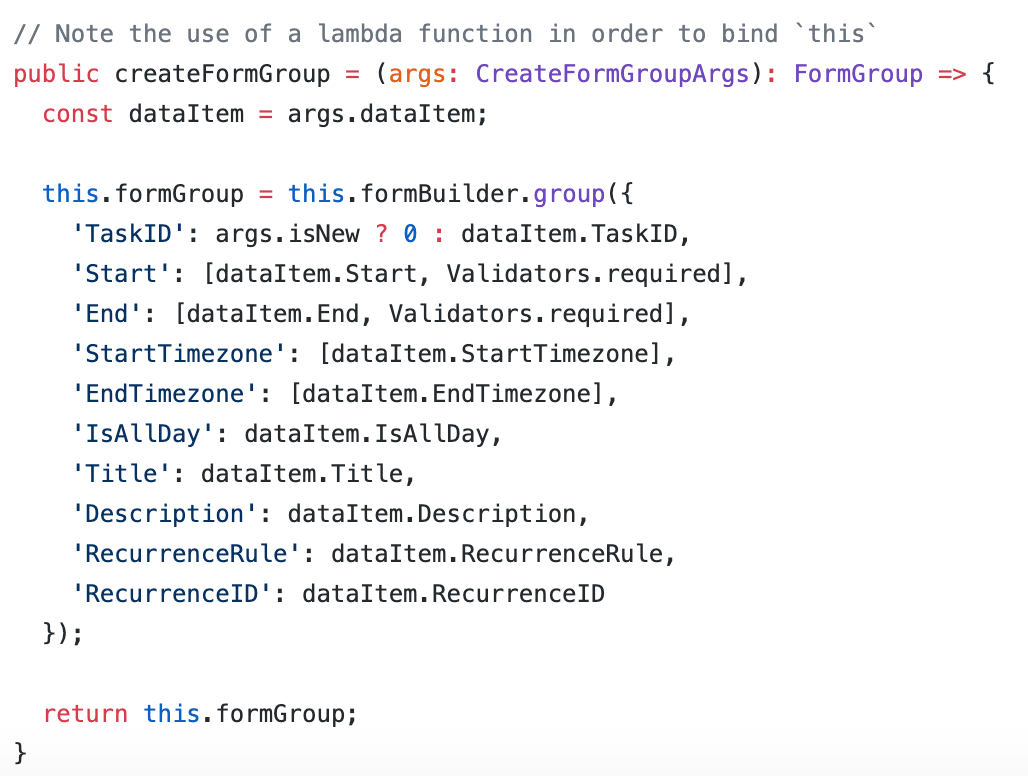 // Note the use of a lambda function in order to bind `this`
public createFormGroup = (args: CreateFormGroupArgs): FormGroup => {
  const dataItem = args.dataItem;

  this.formGroup = this.formBuilder.group({
    'TaskID': args.isNew ? 0 : dataItem.TaskID,
    'Start': [dataItem.Start, Validators.required],
    'End': [dataItem.End, Validators.required],
    'StartTimezone': [dataItem.StartTimezone],
    'EndTimezone': [dataItem.EndTimezone],
    'IsAllDay': dataItem.IsAllDay,
    'Title': dataItem.Title,
    'Description': dataItem.Description,
    'RecurrenceRule': dataItem.RecurrenceRule,
    'RecurrenceID': dataItem.RecurrenceID
  });

  return this.formGroup;
}